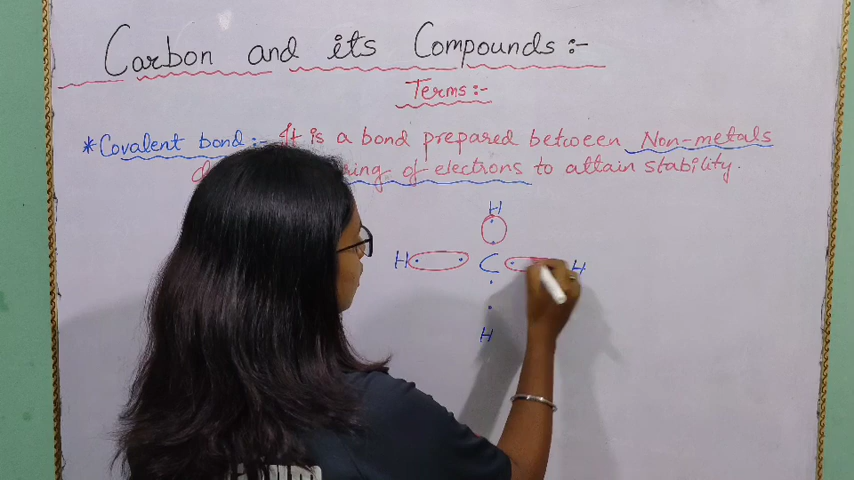 Carbon and its Compounds:-
Terms:-
*Covalent bond:- It is a bond prepared between Non-metals
of electrons to attain stability.
H
H C H
H